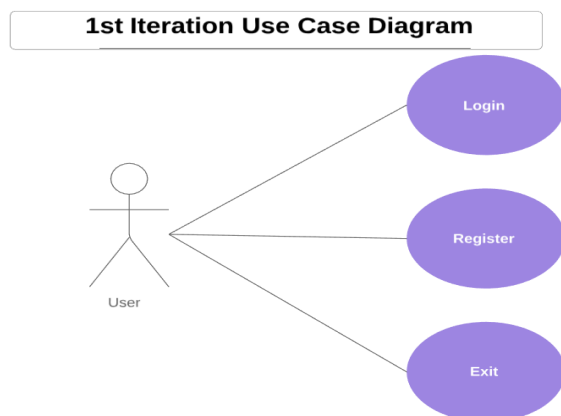 1st Iteration Use Case Diagram
Login
Register
User
Exit